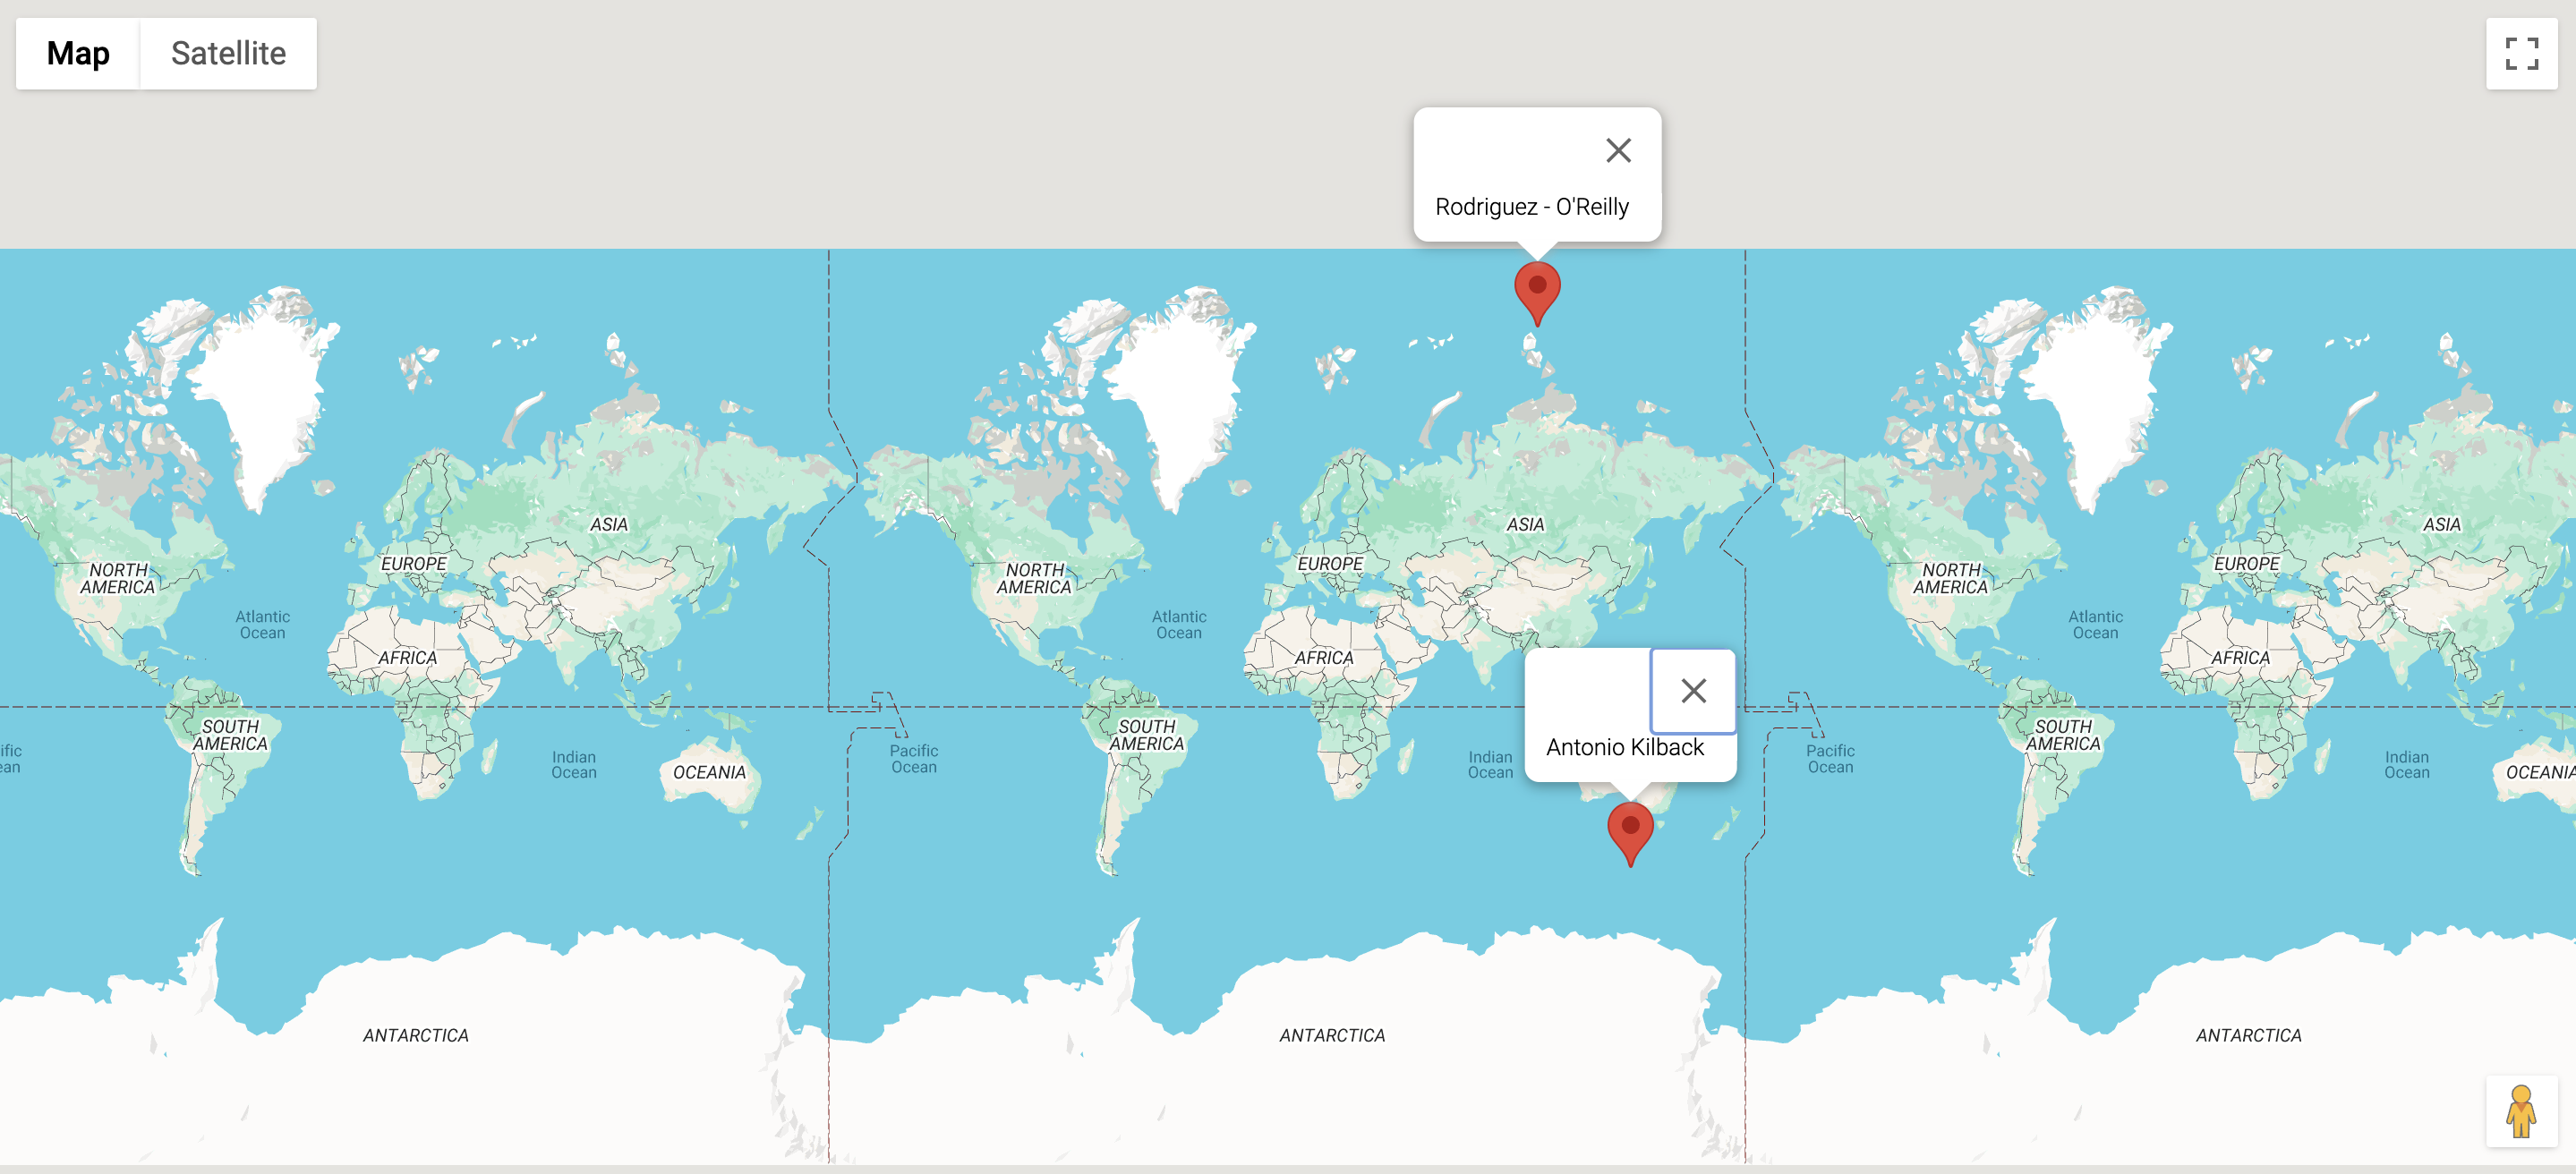 Map Satellite
Rodriguez - O'Reilly
ASIA
ASIA
ASIA
EUROPE
EUROPE
EUROPE
NORTH
AMERICA
NORTH
AMERICA
NORTH
AMERICA
Atlantic
Ocean
Atlantic
Ocean
Atlantic
Ocean
AFRICA
AFRICA
AFRICA
SOUTH
AMERICA
SOUTH
AMERICA
SOUTH
AMERICA
Antonio Kilback
ific
ean
Indian
Ocean
Pacific
Ocean
Indian
Ocean
Pacific
Ocean
Indian
Ocean
OCEANIA
OCEANIA
ANTARCTICA
ANTARCTICA
ANTARCTICA